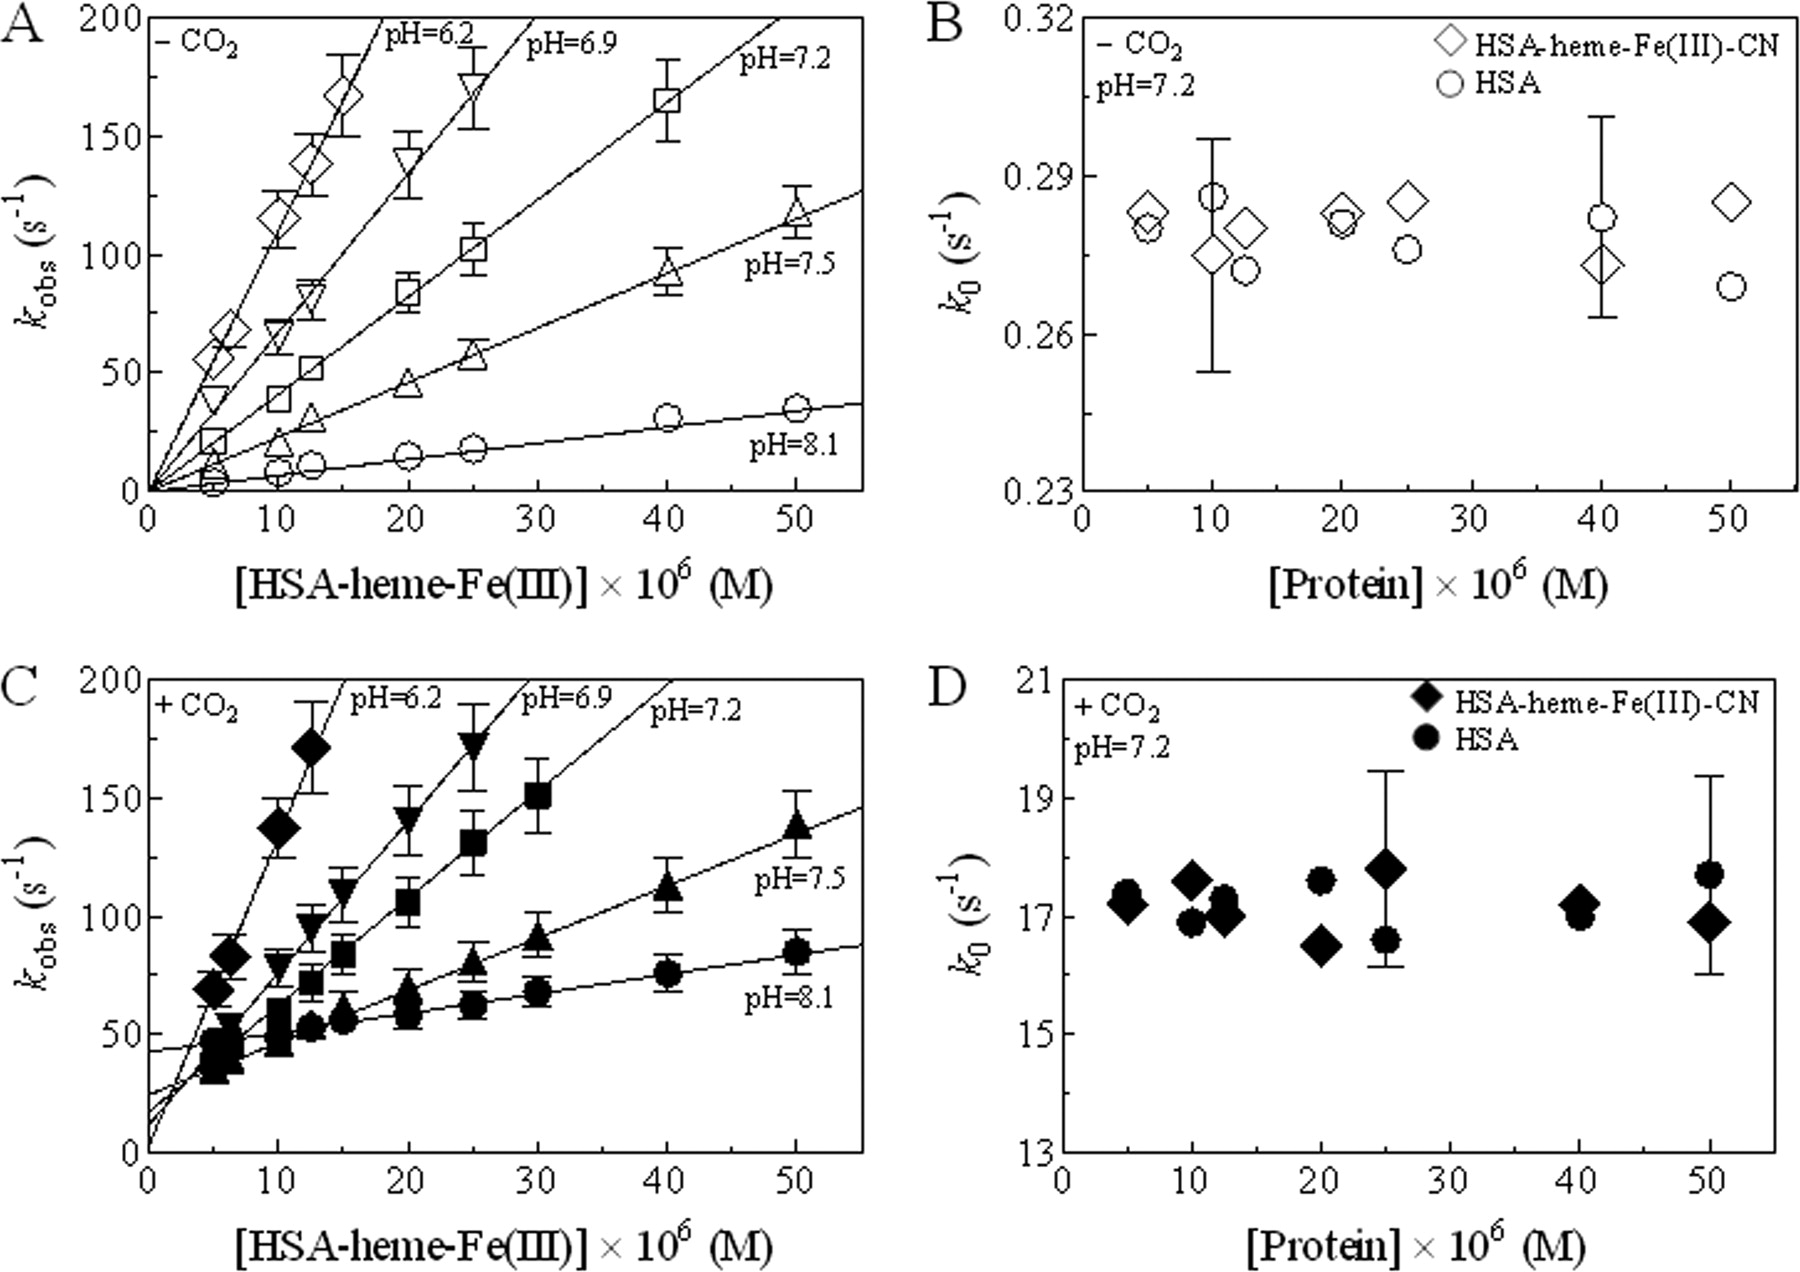 A
200
150
100
50
0
– CO2
pH=6.2
pH=6.9
pH=7.2
pH=7.5
pH=8.1
kobs (s-1)
0 10 20 30 40 50
[HSA-heme-Fe(III)] × 10^6 (M)
B
0.32
0.29
0.26
0.23
– CO2
pH=7.2
HSA-heme-Fe(III)-CN
HSA
k0 (s-1)
0 10 20 30 40 50
[Protein] × 10^6 (M)
C
200
150
100
50
0
+ CO2
pH=6.2
pH=6.9
pH=7.2
pH=7.5
pH=8.1
kobs (s-1)
0 10 20 30 40 50
[HSA-heme-Fe(III)] × 10^6 (M)
D
21
19
17
15
13
+ CO2
pH=7.2
HSA-heme-Fe(III)-CN
HSA
k0 (s-1)
0 10 20 30 40 50
[Protein] × 10^6 (M)